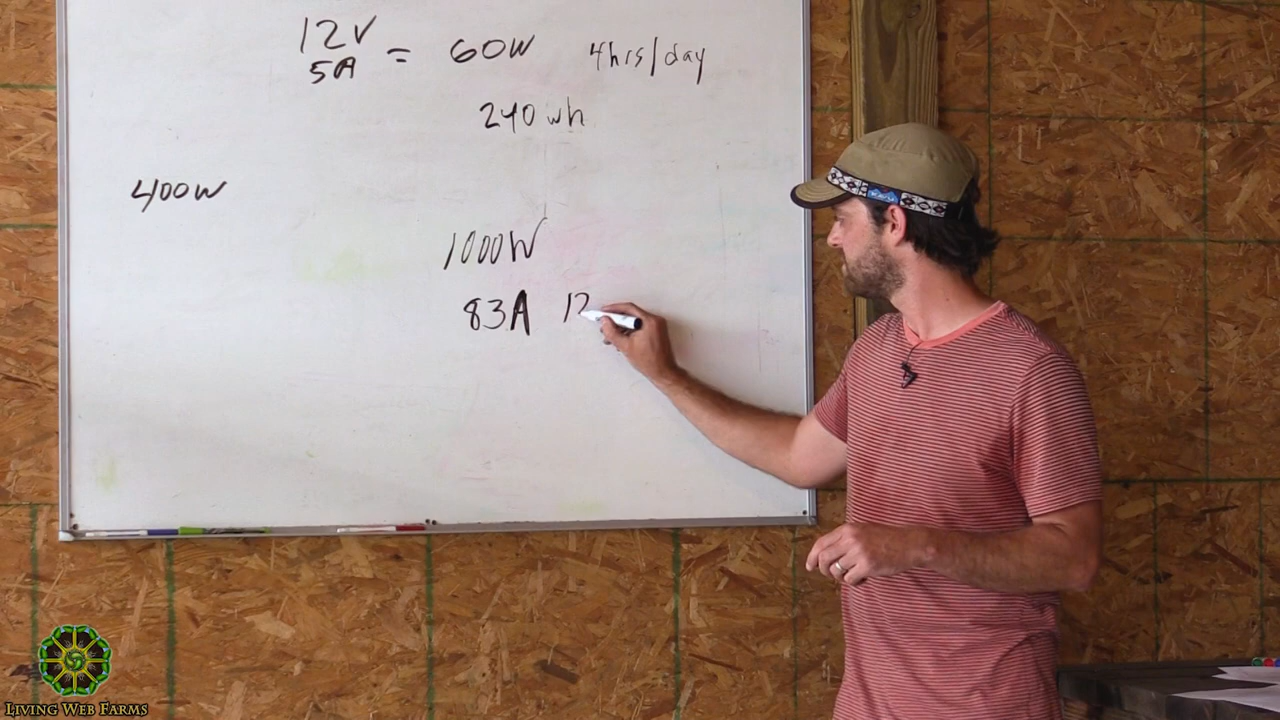 12V
5A = 60W 4hrs/day
240 wh
400W
1000W
83A 12
LIVING WEB FARMS